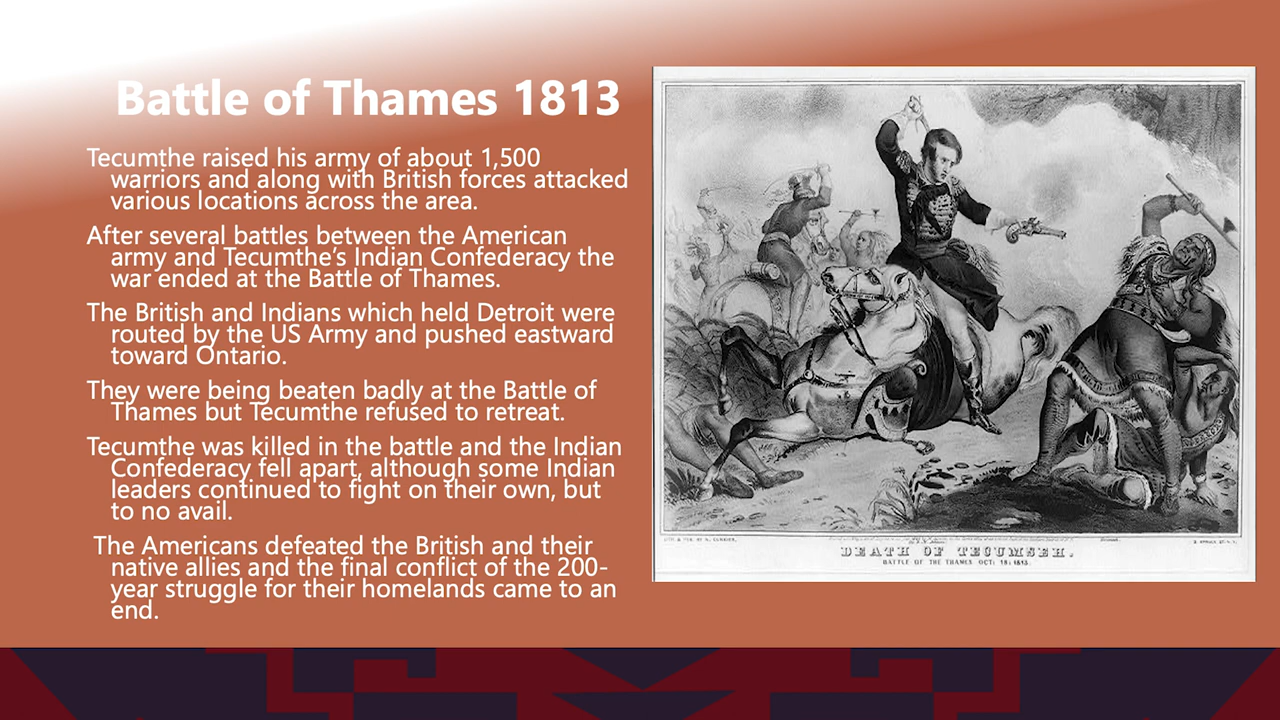 Battle of Thames 1813
Tecumthe raised his army of about 1,500
warriors and along with British forces attacked
various locations across the area.
After several battles between the American
army and Tecumthe's Indian Confederacy the
war ended at the Battle of Thames.
The British and Indians which held Detroit were
routed by the US Army and pushed eastward
toward Ontario.
They were being beaten badly at the Battle of
Thames but Tecumthe refused to retreat.
Tecumthe was killed in the battle and the Indian
Confederacy fell apart, although some Indian
leaders continued to fight on their own, but
to no avail.
The Americans defeated the British and their
native allies and the final conflict of the 200-
year struggle for their homelands came to an
end.
DEATH OF TECUMSEH.
BATTLE OF THE THAMES OCT: 18: 1813.